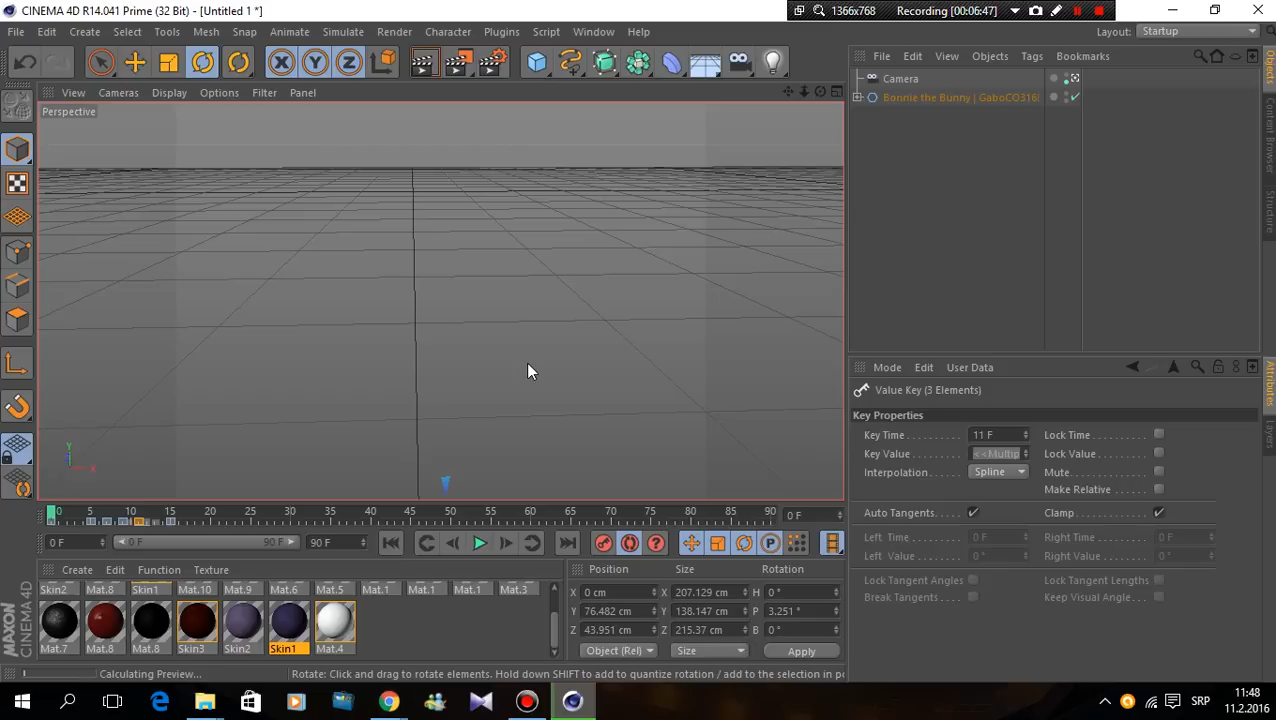 CINEMA 4D R14.041 Prime (32 Bit) - [Untitled 1 *]
1366x768 Recording [00:06:47]
File Edit Create Select Tools Mesh Snap Animate Simulate Render Character Plugins Script Window Help
Layout: Startup
X Y Z
View Cameras Display Options Filter Panel
Perspective
Y X
File Edit View Objects Tags Bookmarks
Camera
Bonnie the Bunny | GaboCO316
Objects
Content Browser
Structure
Mode Edit User Data
Value Key (3 Elements)
Key Properties
Key Time 11 F Lock Time
Key Value <<Multip Lock Value
Interpolation Spline Mute
Make Relative
Auto Tangents Clamp
Left Time 0 F Right Time 0 F
Left Value 0 ° Right Value 0 °
Lock Tangent Angles Lock Tangent Lengths
Break Tangents Keep Visual Angle
Attributes
Layers
0 5 10 15 20 25 30 35 40 45 50 55 60 65 70 75 80 85 90 0 F
0 F 0 F 90 F 90 F
Create Edit Function Texture
Skin2 Mat.8 Skin1 Mat.10 Mat.9 Mat.6 Mat.5 Mat.1 Mat.1 Mat.1 Mat.3
Mat.7 Mat.8 Mat.8 Skin3 Skin2 Skin1 Mat.4
Position Size Rotation
X 0 cm X 207.129 cm H 0 °
Y 76.482 cm Y 138.147 cm P 3.251 °
Z 43.951 cm Z 215.37 cm B 0 °
Object (Rel) Size Apply
MAXON
CINEMA 4D
Calculating Preview... Rotate: Click and drag to rotate elements. Hold down SHIFT to add to quantize rotation / add to the selection in po
SRP
11:48
11.2.2016